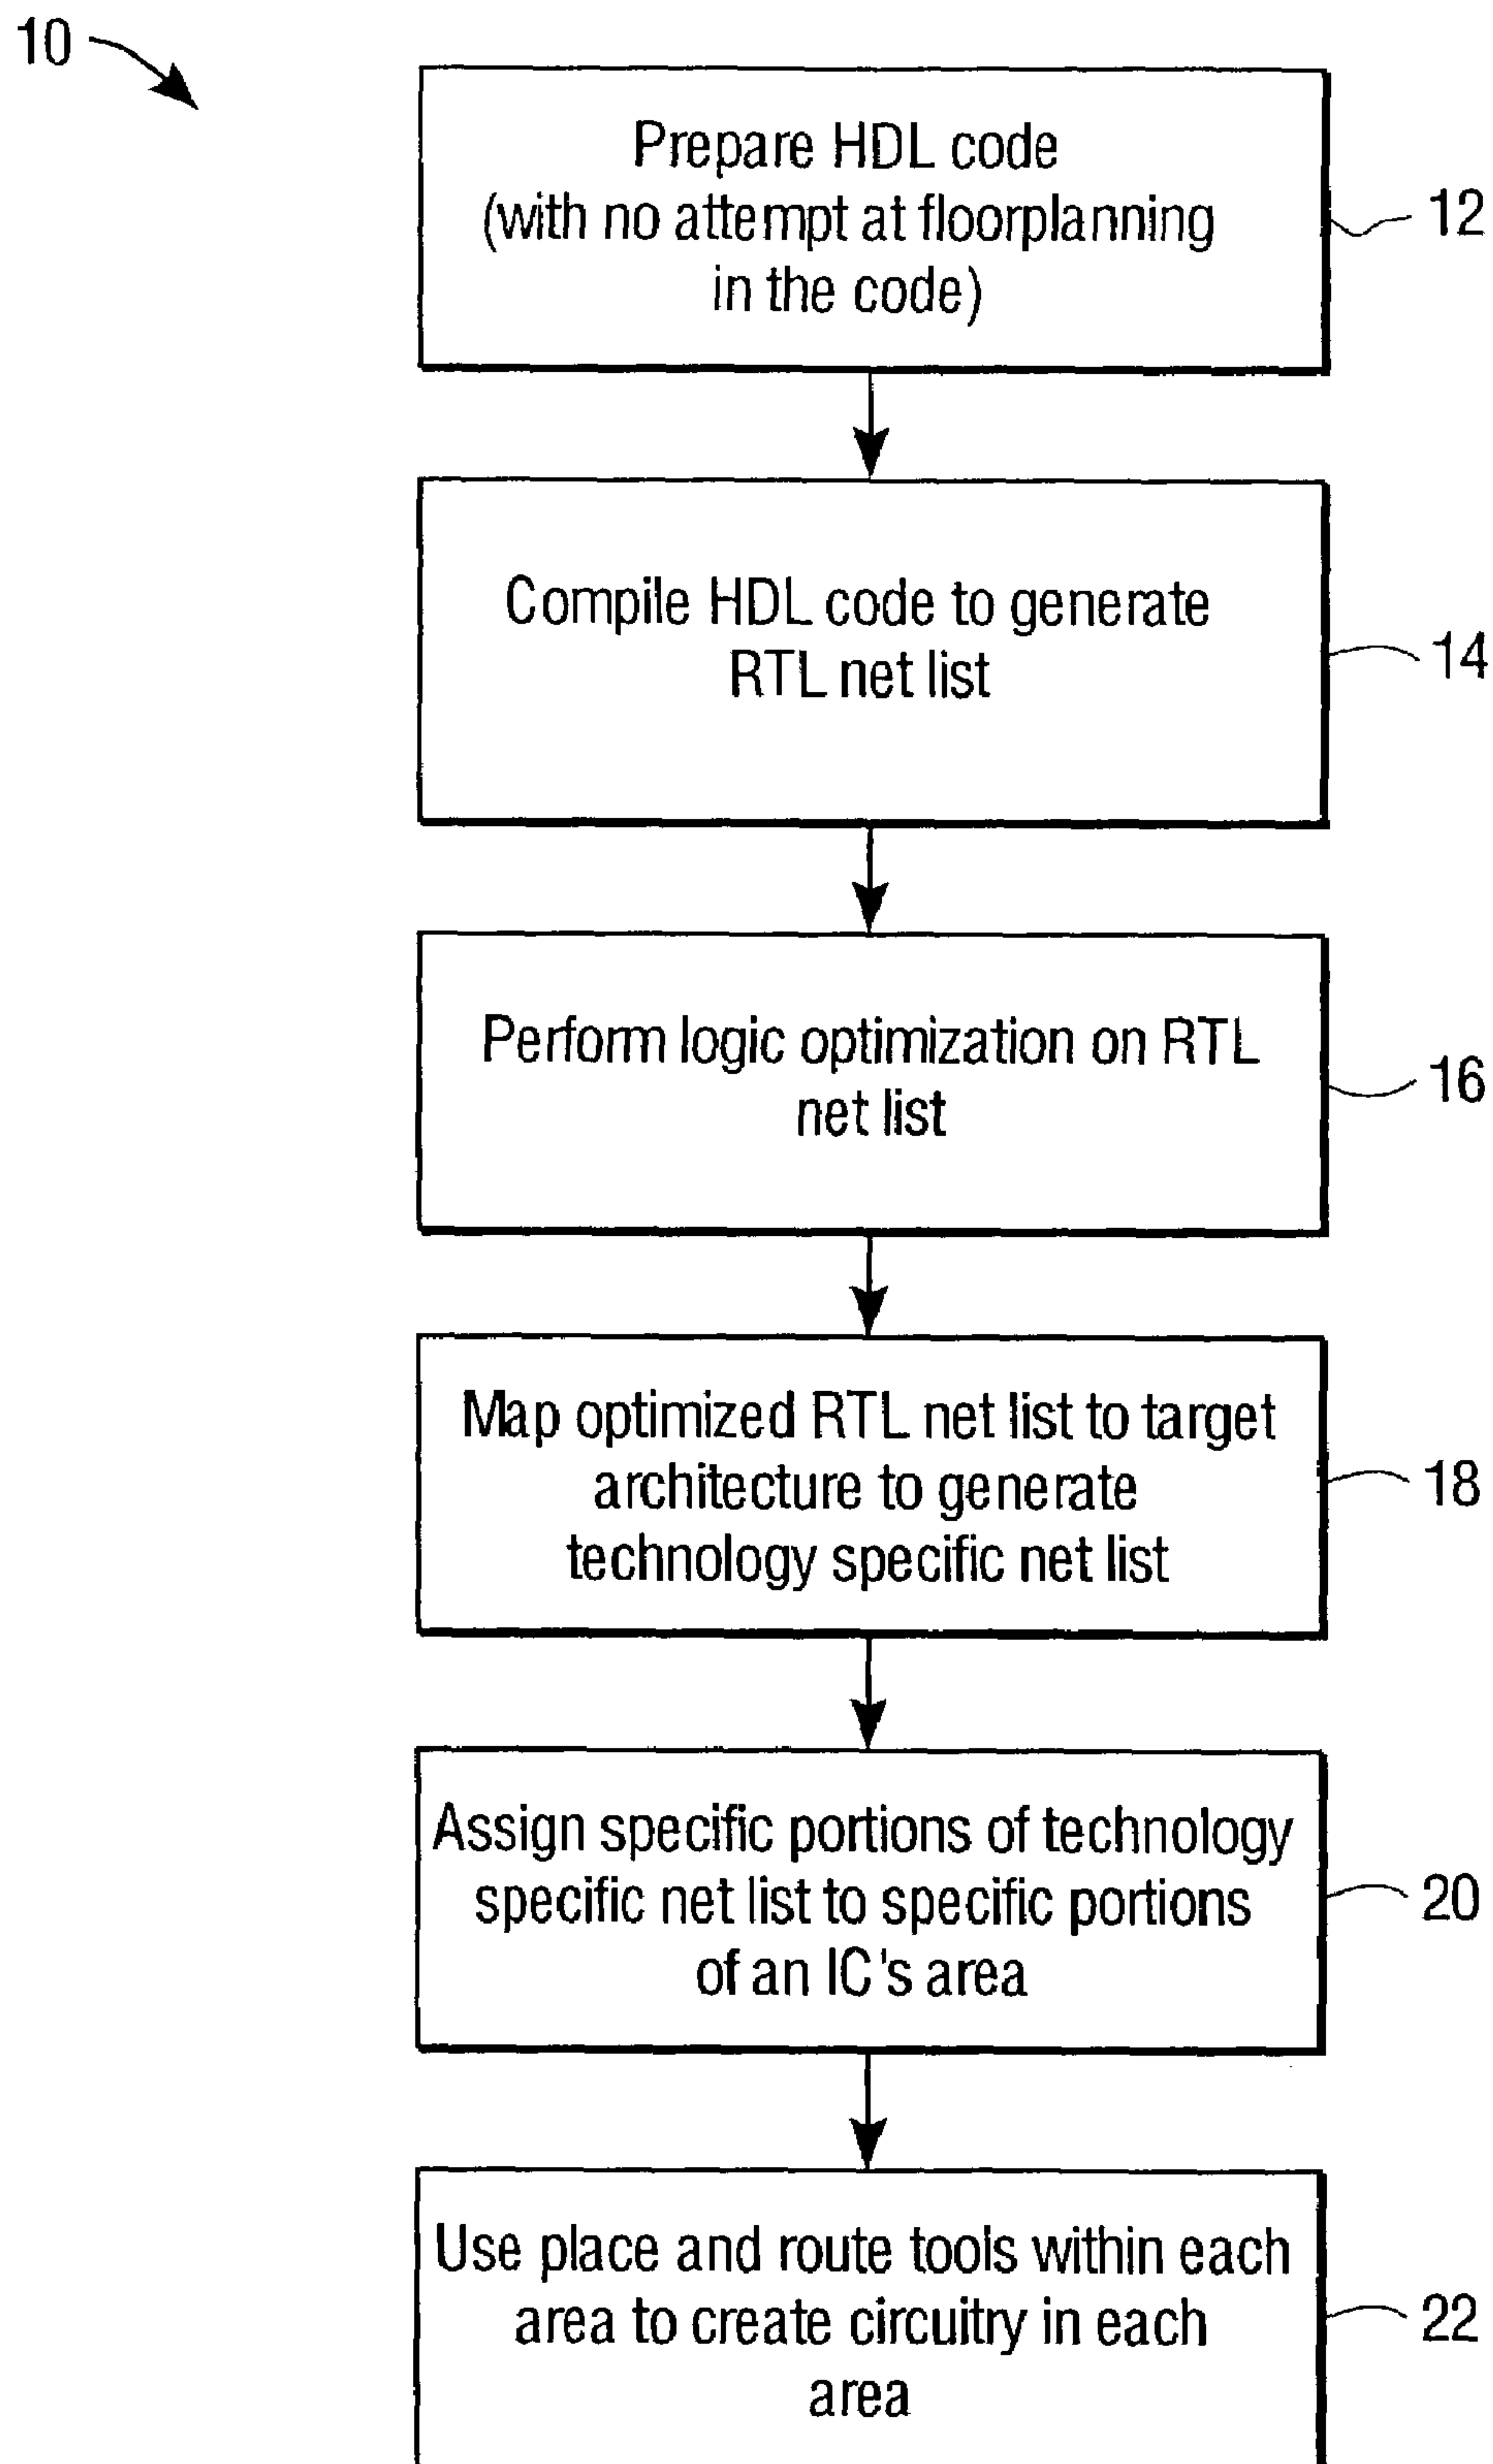 10
Prepare HDL code
(with no attempt at floorplanning
in the code)
12
Compile HDL code to generate
RTL net list
14
Perform logic optimization on RTL
net list
16
Map optimized RTL net list to target
architecture to generate
technology specific net list
18
Assign specific portions of technology
specific net list to specific portions
of an IC's area
20
Use place and route tools within each
area to create circuitry in each
area
22